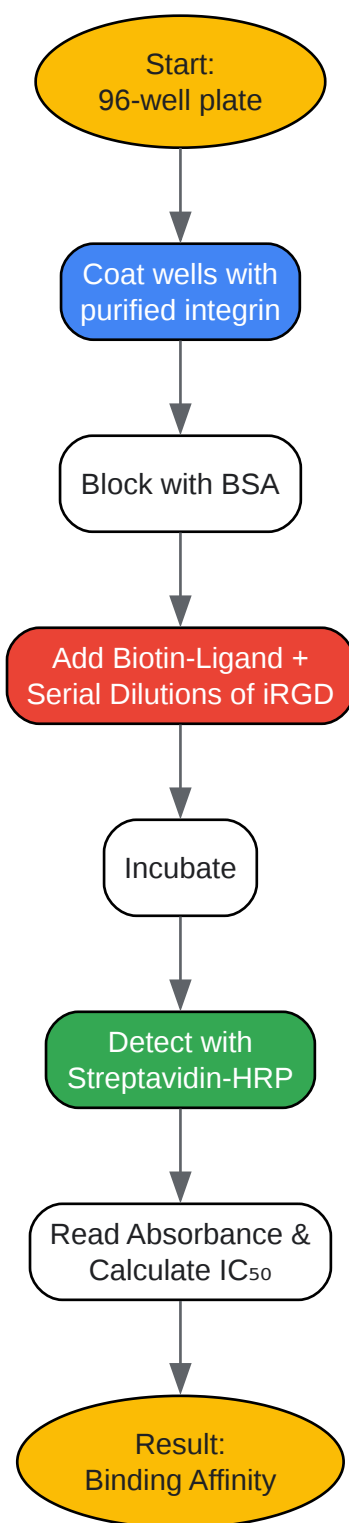 Start:
96-well plate
Coat wells with
purified integrin
Block with BSA
Add Biotin-Ligand +
Serial Dilutions of iRGD
Incubate
Detect with
Streptavidin-HRP
Read Absorbance &
Calculate IC₅₀
Result:
Binding Affinity